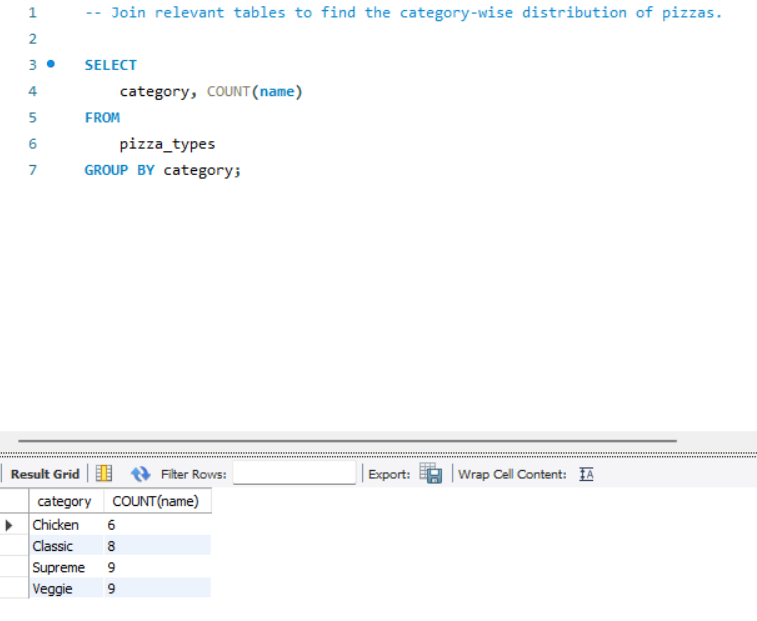 1 -- Join relevant tables to find the category-wise distribution of pizzas.
2
3 SELECT
4 category, COUNT(name)
5 FROM
6 pizza_types
7 GROUP BY category;
Result Grid Filter Rows: Export: Wrap Cell Content: IA
category COUNT(name)
Chicken 6
Classic 8
Supreme 9
Veggie 9